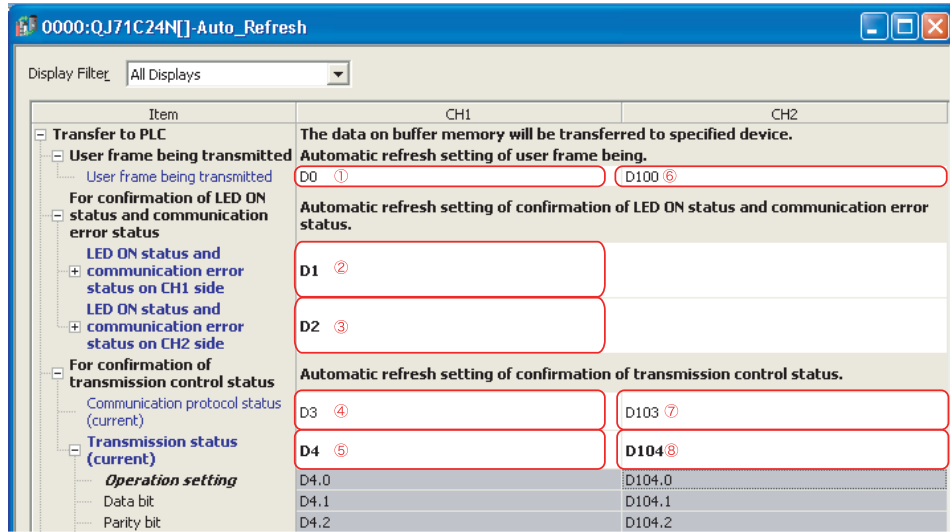 0000:QJ71C24N[]-Auto_Refresh
Display Filter All Displays
Item CH1 CH2
Transfer to PLC The data on buffer memory will be transferred to specified device.
User frame being transmitted Automatic refresh setting of user frame being.
User frame being transmitted D0 ① D100 ⑥
For confirmation of LED ON
status and communication
error status
Automatic refresh setting of confirmation of LED ON status and communication error
status.
LED ON status and
communication error
status on CH1 side
D1 ②
LED ON status and
communication error
status on CH2 side
D2 ③
For confirmation of
transmission control status
Automatic refresh setting of confirmation of transmission control status.
Communication protocol status
(current)
D3 ④ D103 ⑦
Transmission status
(current)
D4 ⑤ D104 ⑧
Operation setting D4.0 D104.0
Data bit D4.1 D104.1
Parity bit D4.2 D104.2